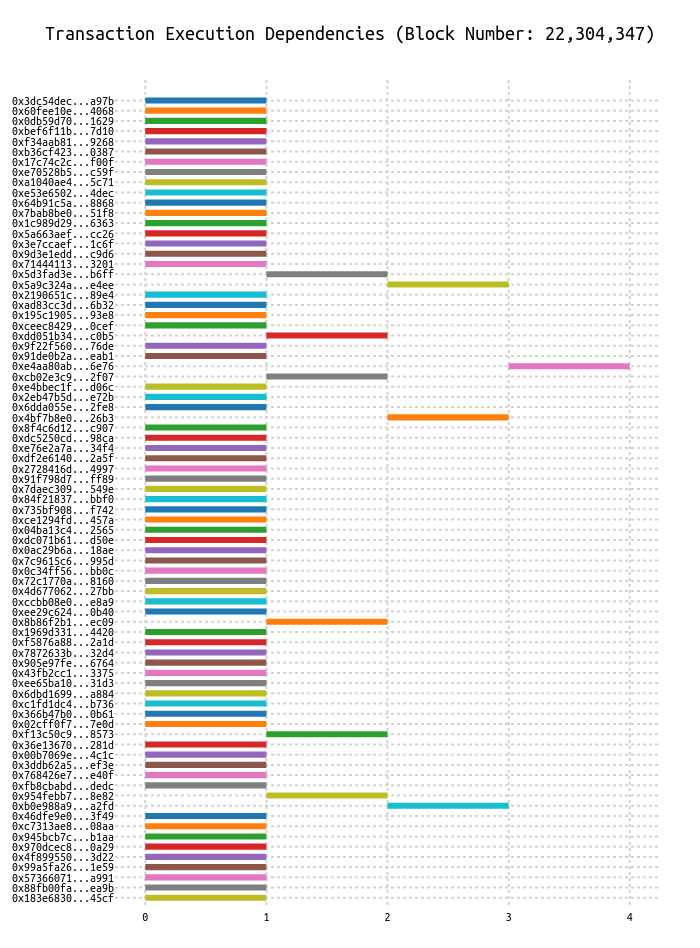 Transaction Execution Dependencies (Block Number: 22,304,347)
0x3dc54dec...a97b
0x60fee10e...4068
0x0db59d70...1629
0xbef6f11b...7d10
0xf34aab81...9268
0xb36cf423...0387
0x17c74c2c...f00f
0xe70528b5...c59f
0xa1040ae4...5c71
0xe53e6502...4dec
0x64b91c5a...8868
0x7bab8be0...51f8
0x1c989d29...6363
0x5a663aef...cc26
0x3e7ccaef...1c6f
0x9d3e1edd...c9d6
0x71444113...3201
0x5d3fad3e...b6ff
0x5a9c324a...e4ee
0x2190651c...89e4
0xad83cc3d...6b32
0x195c1905...93e8
0xceec8429...0cef
0xdd051b34...c0b5
0x9f22f560...76de
0x91de0b2a...eab1
0xe4aa80ab...6e76
0xcb02e3c9...2f07
0xe4bbec1f...d06c
0x2eb47b5d...e72b
0x6dda055e...2fe8
0x4bf7b8e0...26b3
0x8f4c6d12...c907
0xdc5250cd...98ca
0xe76e2a7a...34f4
0xdf2e6140...2a5f
0x2728416d...4997
0x91f798d7...ff89
0x7daec309...549e
0x84f21837...bbf0
0x735bf908...f742
0xce1294fd...457a
0x04ba13c4...2565
0xdc071b61...d50e
0x0ac29b6a...18ae
0x7c9615c6...995d
0x0c34ff56...bb0c
0x72c1770a...8160
0x4d677062...27bb
0xccbb08e0...e8a9
0xee29c624...0b40
0x8b86f2b1...ec09
0x1969d331...4420
0xf5876a88...2a1d
0x7872633b...32d4
0x905e97fe...6764
0x43fb2cc1...3375
0xee65ba10...31d3
0x6dbd1699...a884
0xc1fd1dc4...b736
0x366b47b0...0b61
0x02cff0f7...7e0d
0xf13c50c9...8573
0x36e13670...281d
0x00b7069e...4c1c
0x3ddb62a5...ef3e
0x768426e7...e40f
0xfb8cbabd...dedc
0x954febb7...8e82
0xb0e988a9...a2fd
0x46dfe9e0...3f49
0xc7313ae8...08aa
0x945bcb7c...b1aa
0x970dcec8...0a29
0x4f899550...3d22
0x99a5fa26...1e59
0x57366071...a991
0x88fb00fa...ea9b
0x183e6830...45cf
0 1 2 3 4